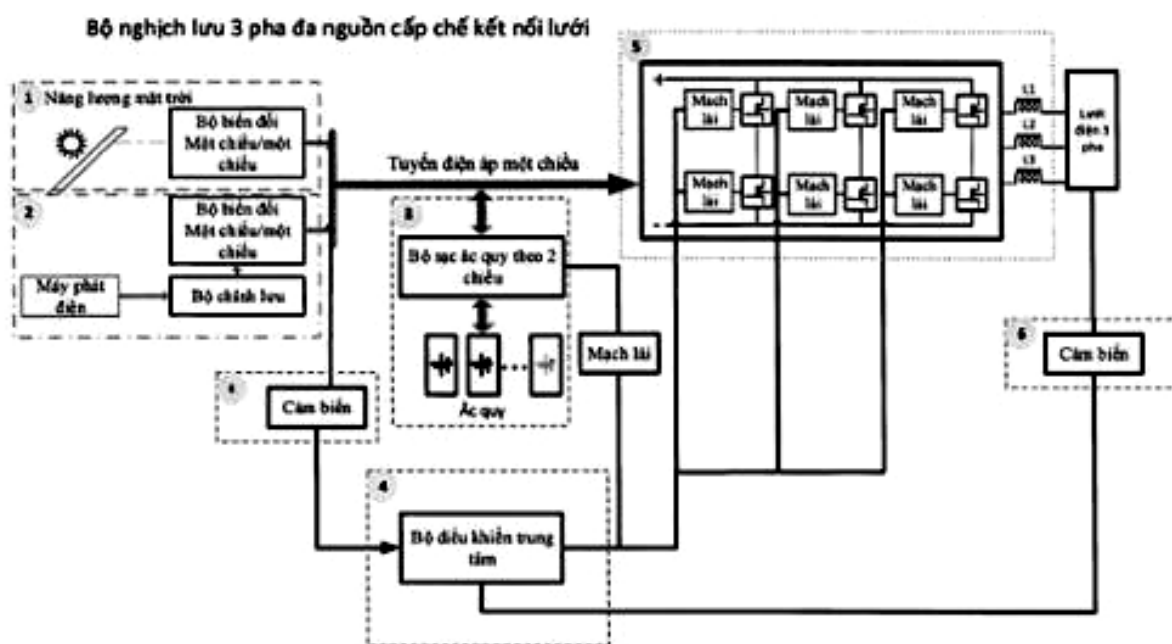 Bộ nghịch lưu 3 pha đa nguồn cấp chế kết nối lưới
1 Năng lượng mặt trời
Bộ biến đổi
Một chiều/một
chiều
2
Bộ biến đổi
Một chiều/một
chiều
Máy phát
điện
Bộ chỉnh lưu
Tuyến điện áp một chiều
3
Bộ sạc ắc quy theo 2
chiều
Ắc quy
Mạch lái
Cảm biến
4
Bộ điều khiển trung
tâm
5
Mạch
lái
Mạch
lái
Mạch lái
Mạch
lái
Mạch
lái
Mạch
lái
L1
L2
L3
Lưới
điện 3
pha
6
Cảm biến